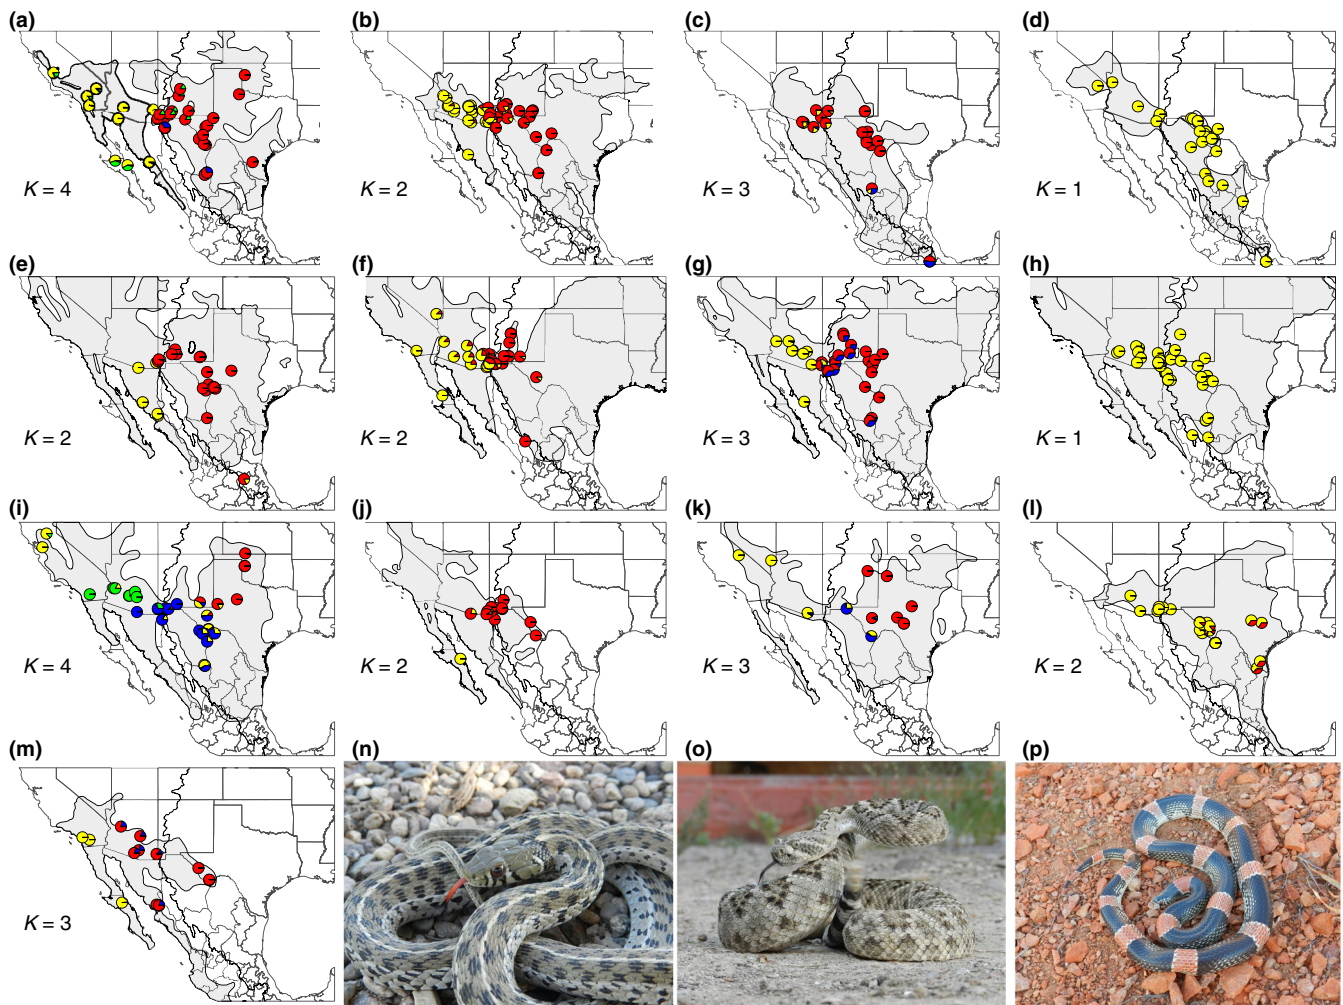 (a)
(b)
(c)
(d)
K = 4
K = 2
K = 3
K = 1
(e)
(f)
(g)
(h)
K = 2
K = 2
K = 3
K = 1
(i)
(j)
(k)
(l)
K = 4
K = 2
K = 3
K = 2
(m)
(n)
(o)
(p)
K = 3